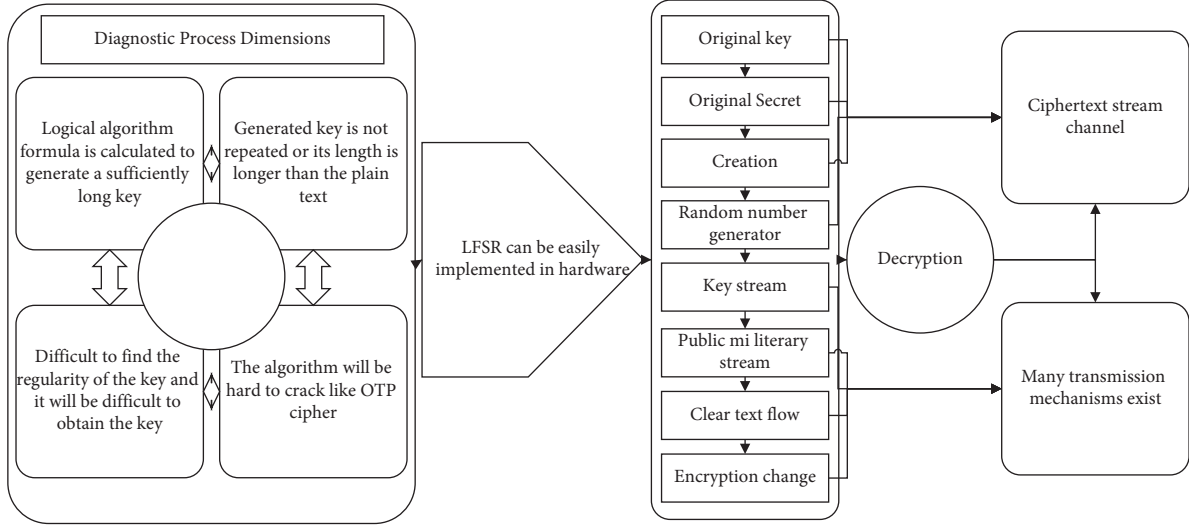 Diagnostic Process Dimensions
Logical algorithm
formula is calculated to
generate a sufficiently
long key
Generated key is not
repeated or its length is
longer than the plain
text
Difficult to find the
regularity of the key and
it will be difficult to
obtain the key
The algorithm will be
hard to crack like OTP
cipher
LFSR can be easily
implemented in hardware
Original key
Original Secret
Creation
Random number
generator
Key stream
Public mi literary
stream
Clear text flow
Encryption change
Decryption
Ciphertext stream
channel
Many transmission
mechanisms exist